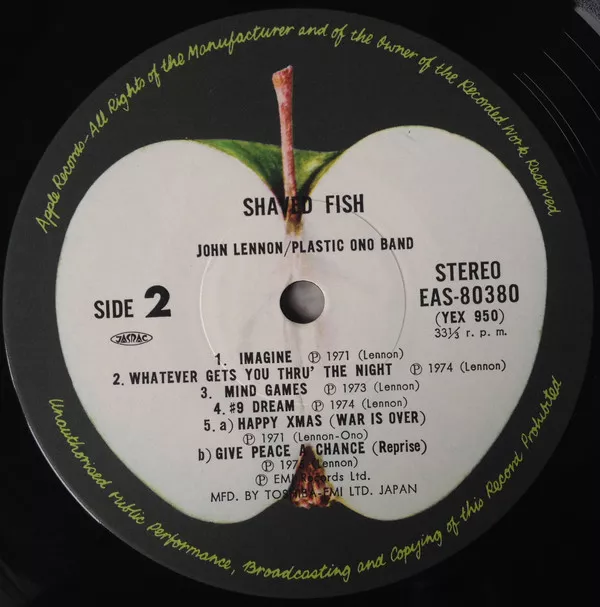 Apple Records-All Rights of the Manufacturer and of the Owner of the Recorded Work Reserved
SHAVED FISH
JOHN LENNON/PLASTIC ONO BAND
STEREO
EAS-80380
(YEX 950)
33⅓ r. p. m.
SIDE 2
JASRAC
1. IMAGINE Ⓟ 1971 (Lennon)
2. WHATEVER GETS YOU THRU' THE NIGHT Ⓟ 1974 (Lennon)
3. MIND GAMES Ⓟ 1973 (Lennon)
4. #9 DREAM Ⓟ 1974 (Lennon)
5. a) HAPPY XMAS (WAR IS OVER)
Ⓟ 1971 (Lennon-Ono)
b) GIVE PEACE A CHANCE (Reprise)
Ⓟ (Lennon)
Ⓟ EMI Records Ltd.
MFD. BY TOSHIBA-EMI LTD. JAPAN
Unauthorised Public Performance, Broadcasting and Copying of this Record Prohibited